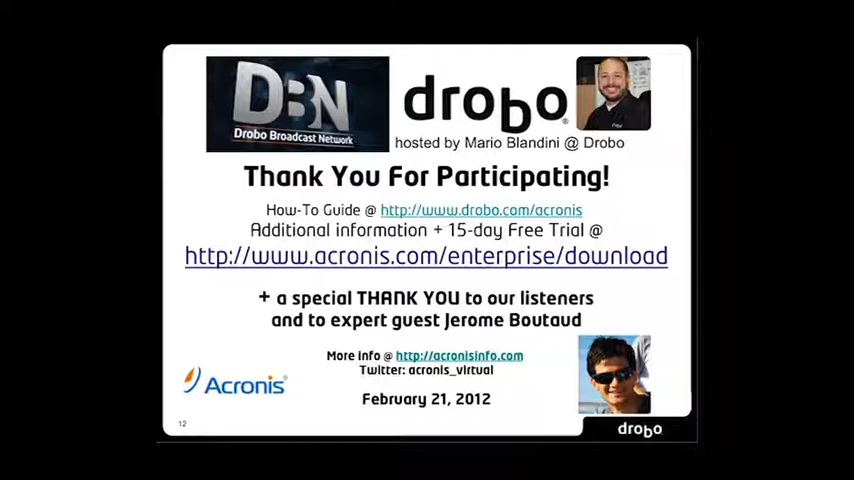 DBN
Drobo Broadcast Network
drobo®
hosted by Mario Blandini @ Drobo
Thank You For Participating!
How-To Guide @ http://www.drobo.com/acronis
Additional information + 15-day Free Trial @
http://www.acronis.com/enterprise/download
+ a special THANK YOU to our listeners
and to expert guest Jerome Boutaud
More info @ http://acronisinfo.com
Twitter: acronis_virtual
Acronis®
February 21, 2012
12
drobo